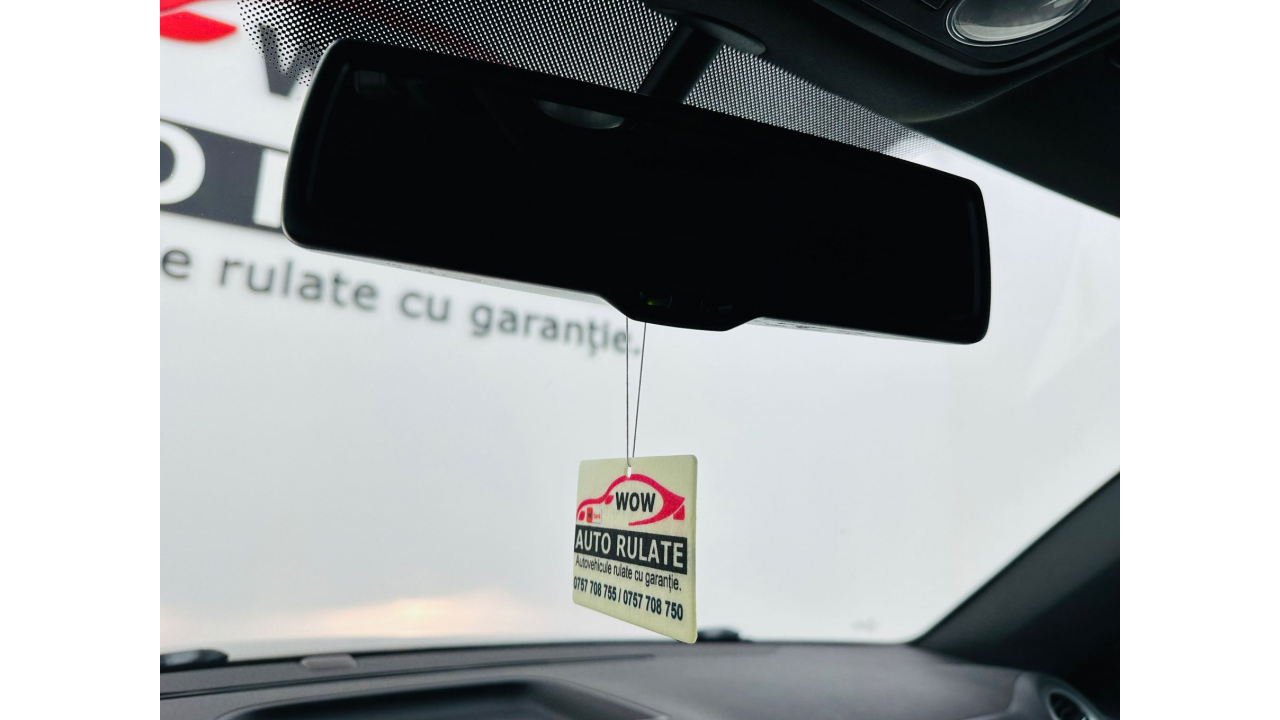 e rulate cu garanție.
WOW
AUTO RULATE
Autovehicule rulate cu garanție.
0757 708 755 / 0757 708 750